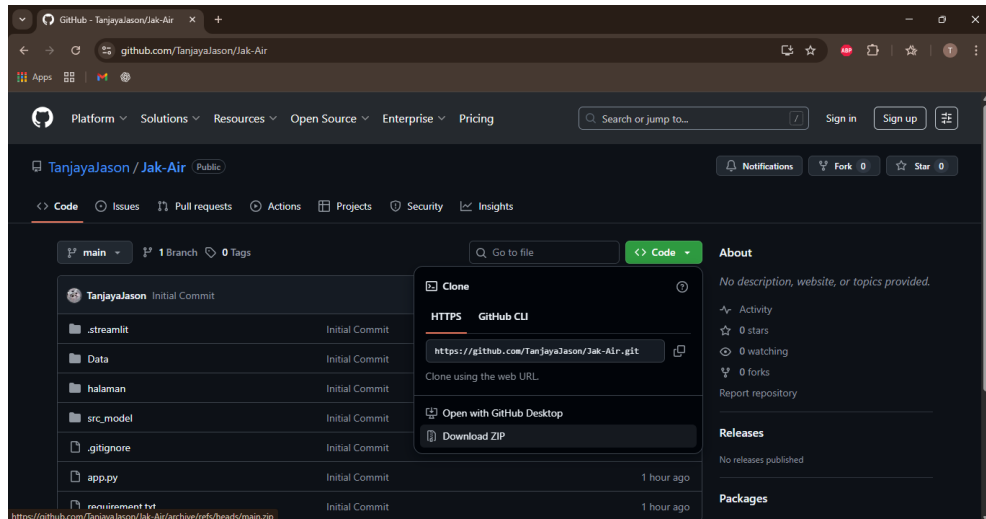 GitHub - TanjayaJason/Jak-Air
github.com/TanjayaJason/Jak-Air
ABP
T
Apps
Platform Solutions Resources Open Source Enterprise Pricing Search or jump to... / Sign in Sign up
TanjayaJason / Jak-Air Public Notifications Fork 0 Star 0
Code Issues Pull requests Actions Projects Security Insights
main 1 Branch 0 Tags Go to file Code
TanjayaJason Initial Commit
.streamlit Initial Commit
Data Initial Commit
halaman Initial Commit
src_model Initial Commit
.gitignore Initial Commit
app.py Initial Commit 1 hour ago
requirement.txt Initial Commit 1 hour ago
Clone
HTTPS GitHub CLI
https://github.com/TanjayaJason/Jak-Air.git
Clone using the web URL.
Open with GitHub Desktop
Download ZIP
About
No description, website, or topics provided.
Activity
0 stars
0 watching
0 forks
Report repository
Releases
No releases published
Packages
https://github.com/TanjayaJason/Jak-Air/archive/refs/heads/main.zip